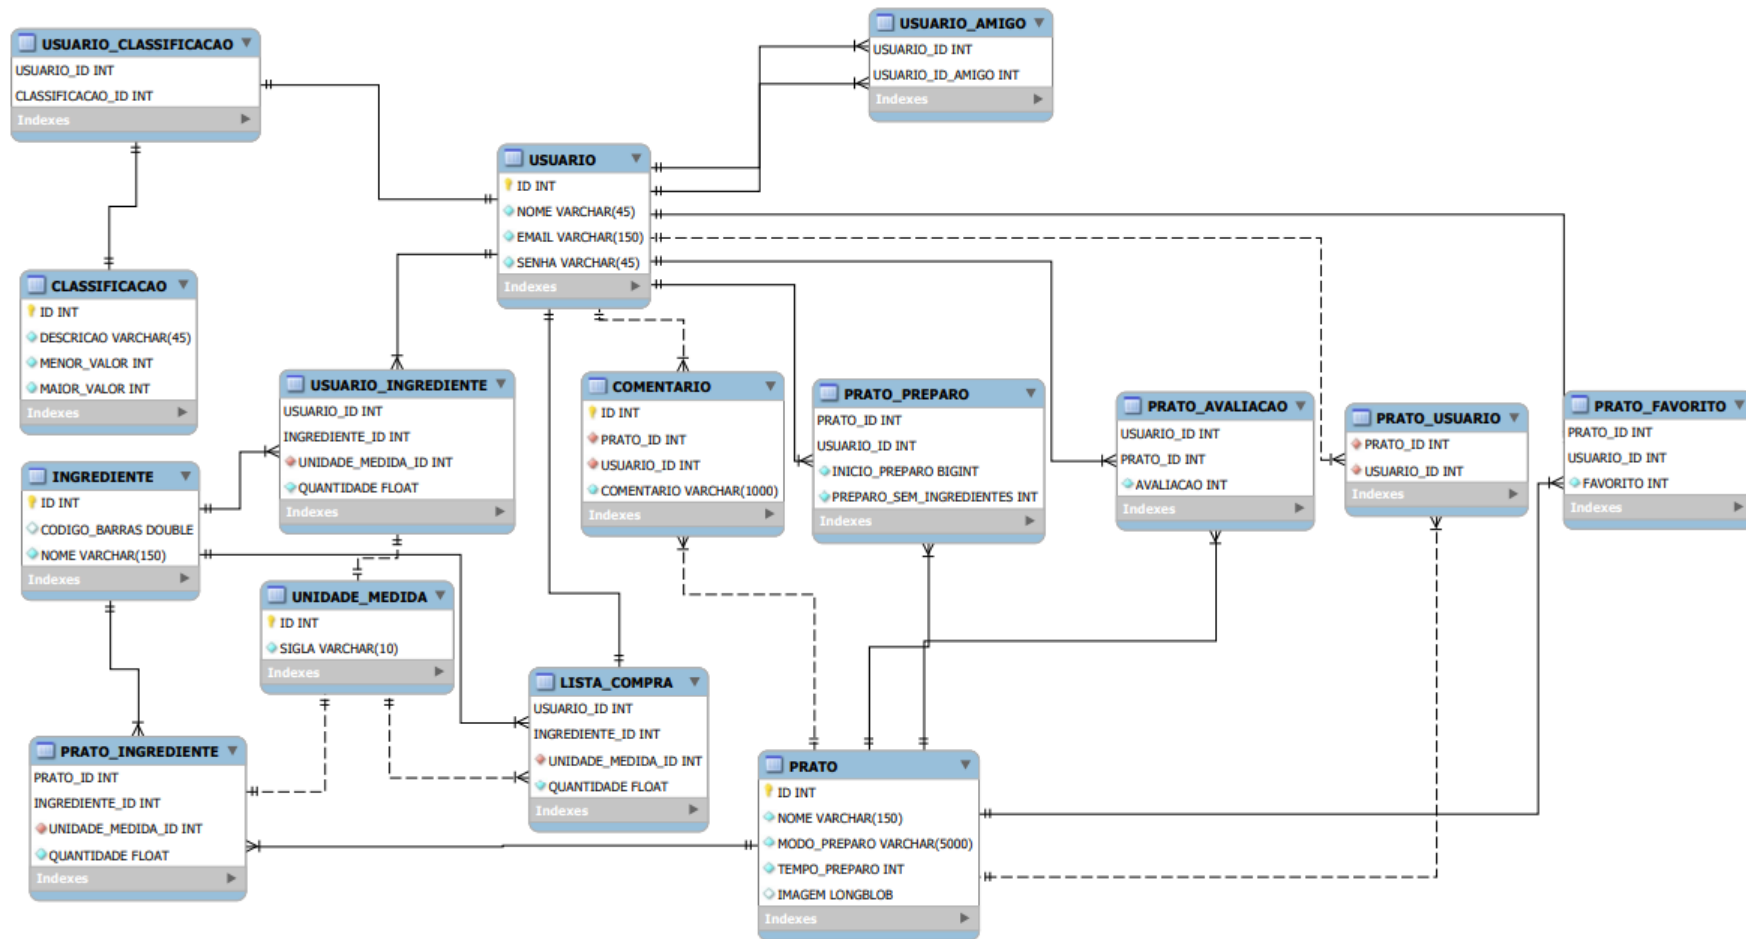 USUARIO_CLASSIFICACAO
USUARIO_ID INT
CLASSIFICACAO_ID INT
Indexes
USUARIO_AMIGO
USUARIO_ID INT
USUARIO_ID_AMIGO INT
Indexes
USUARIO
ID INT
NOME VARCHAR(45)
EMAIL VARCHAR(150)
SENHA VARCHAR(45)
Indexes
CLASSIFICACAO
ID INT
DESCRICAO VARCHAR(45)
MENOR_VALOR INT
MAIOR_VALOR INT
Indexes
USUARIO_INGREDIENTE
USUARIO_ID INT
INGREDIENTE_ID INT
UNIDADE_MEDIDA_ID INT
QUANTIDADE FLOAT
Indexes
COMENTARIO
ID INT
PRATO_ID INT
USUARIO_ID INT
COMENTARIO VARCHAR(1000)
Indexes
PRATO_PREPARO
PRATO_ID INT
USUARIO_ID INT
INICIO_PREPARO BIGINT
PREPARO_SEM_INGREDIENTES INT
Indexes
PRATO_AVALIACAO
USUARIO_ID INT
PRATO_ID INT
AVALIACAO INT
Indexes
PRATO_USUARIO
PRATO_ID INT
USUARIO_ID INT
Indexes
PRATO_FAVORITO
PRATO_ID INT
USUARIO_ID INT
FAVORITO INT
Indexes
INGREDIENTE
ID INT
CODIGO_BARRAS DOUBLE
NOME VARCHAR(150)
Indexes
UNIDADE_MEDIDA
ID INT
SIGLA VARCHAR(10)
Indexes
LISTA_COMPRA
USUARIO_ID INT
INGREDIENTE_ID INT
UNIDADE_MEDIDA_ID INT
QUANTIDADE FLOAT
Indexes
PRATO_INGREDIENTE
PRATO_ID INT
INGREDIENTE_ID INT
UNIDADE_MEDIDA_ID INT
QUANTIDADE FLOAT
Indexes
PRATO
ID INT
NOME VARCHAR(150)
MODO_PREPARO VARCHAR(5000)
TEMPO_PREPARO INT
IMAGEM LONGBLOB
Indexes